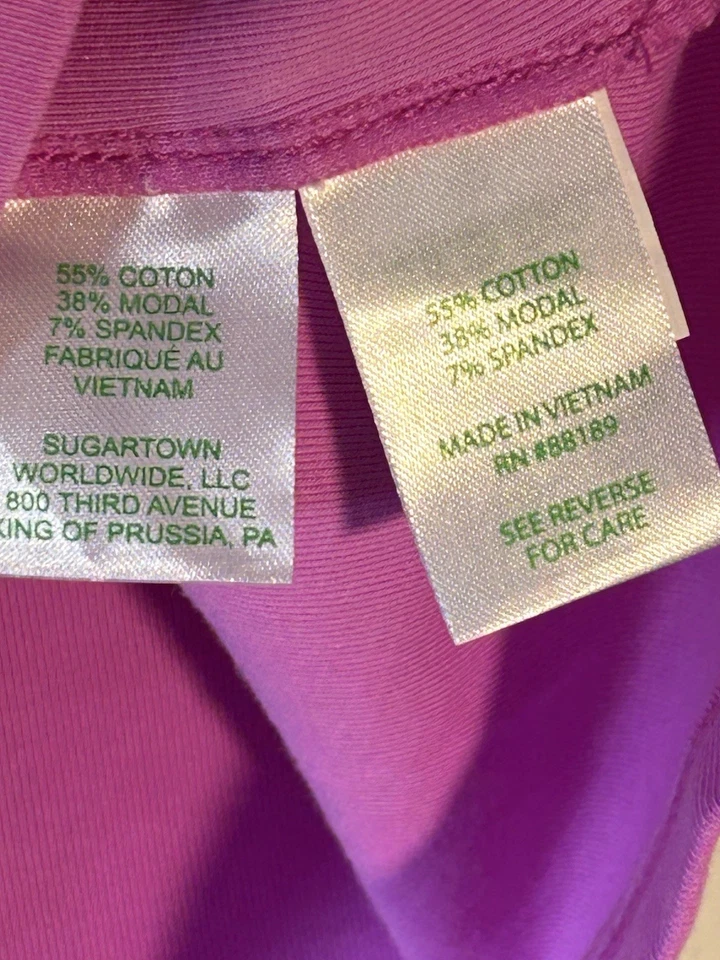 55% COTON
38% MODAL
7% SPANDEX
FABRIQUÉ AU
VIETNAM
SUGARTOWN
WORLDWIDE, LLC
800 THIRD AVENUE
KING OF PRUSSIA, PA
55% COTTON
38% MODAL
7% SPANDEX
MADE IN VIETNAM
RN #88189
SEE REVERSE
FOR CARE